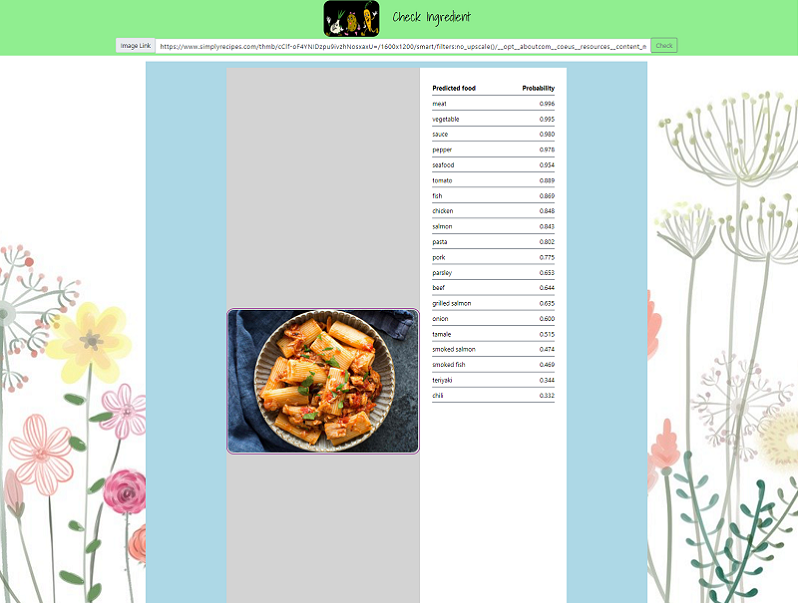 Check Ingredient
Image Link https://www.simplyrecipes.com/thmb/cCIf-oF4YNIDzpu9ivzhNosxaxU=/1600x1200/smart/filters:no_upscale()/__opt__aboutcom__coeus__resources__content_m Check
Predicted food Probability
meat 0.996
vegetable 0.995
sauce 0.980
pepper 0.978
seafood 0.954
tomato 0.889
fish 0.869
chicken 0.848
salmon 0.843
pasta 0.802
pork 0.775
parsley 0.653
beef 0.644
grilled salmon 0.635
onion 0.600
tamale 0.515
smoked salmon 0.474
smoked fish 0.469
teriyaki 0.344
chili 0.332